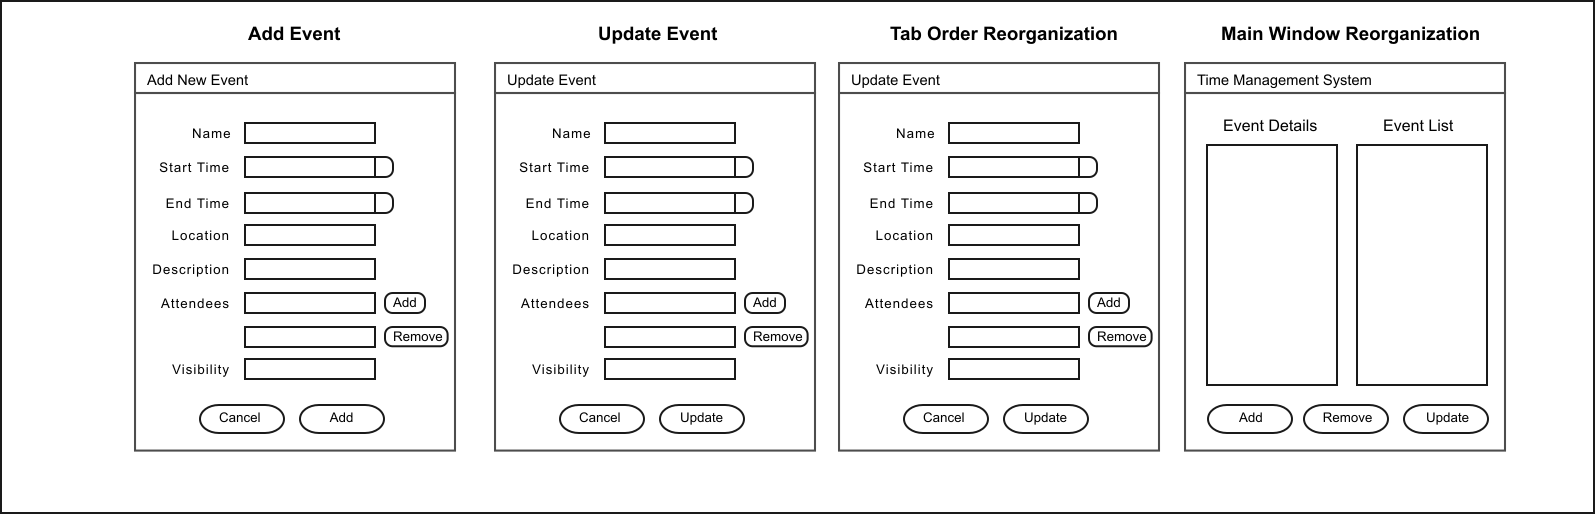 Add Event
Add New Event
Name
Start Time
End Time
Location
Description
Attendees Add
Remove
Visibility
Cancel Add
Update Event
Update Event
Name
Start Time
End Time
Location
Description
Attendees Add
Remove
Visibility
Cancel Update
Tab Order Reorganization
Update Event
Name
Start Time
End Time
Location
Description
Attendees Add
Remove
Visibility
Cancel Update
Main Window Reorganization
Time Management System
Event Details Event List
Add Remove Update